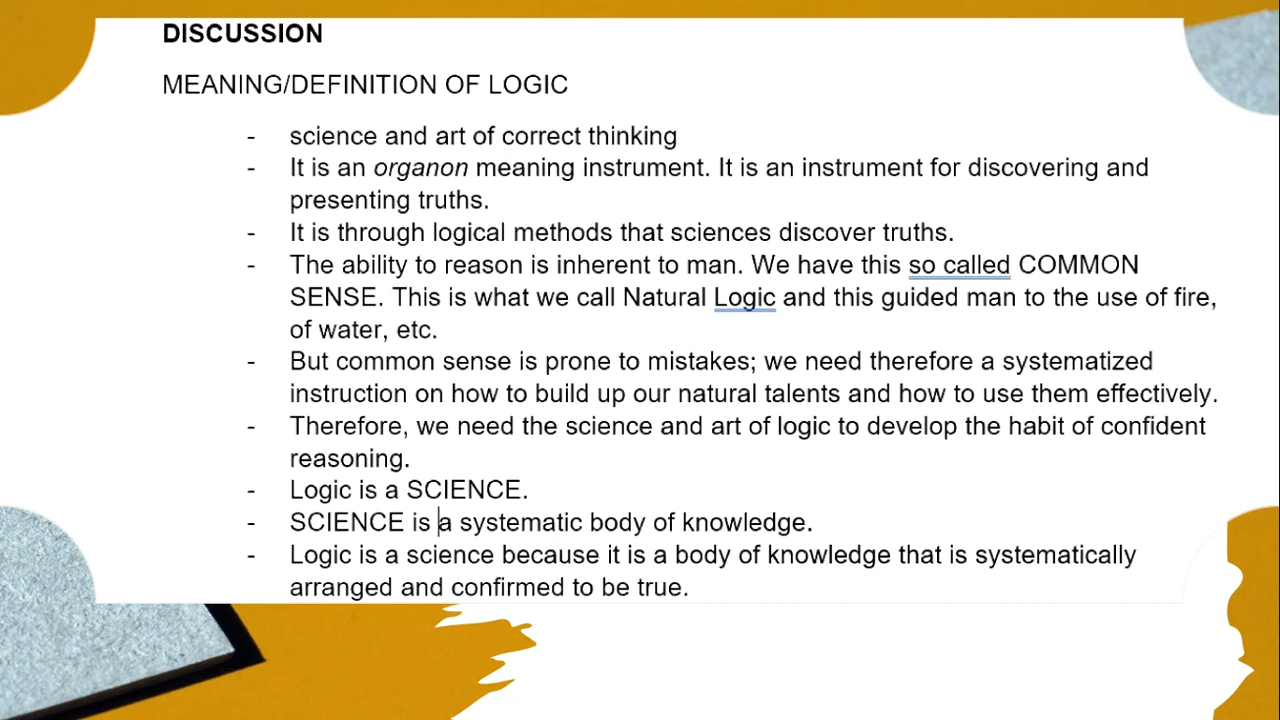 DISCUSSION
MEANING/DEFINITION OF LOGIC
- science and art of correct thinking
- It is an organon meaning instrument. It is an instrument for discovering and
presenting truths.
- It is through logical methods that sciences discover truths.
- The ability to reason is inherent to man. We have this so called COMMON
SENSE. This is what we call Natural Logic and this guided man to the use of fire,
of water, etc.
- But common sense is prone to mistakes; we need therefore a systematized
instruction on how to build up our natural talents and how to use them effectively.
- Therefore, we need the science and art of logic to develop the habit of confident
reasoning.
- Logic is a SCIENCE.
- SCIENCE is a systematic body of knowledge.
- Logic is a science because it is a body of knowledge that is systematically
arranged and confirmed to be true.